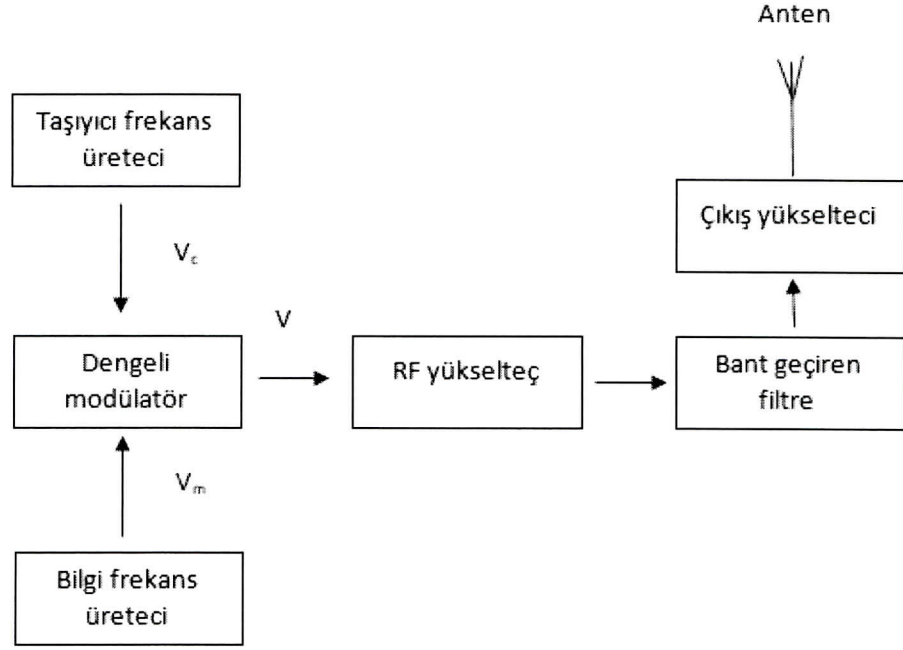 Anten
Taşıyıcı frekans
üreteci
Çıkış yükselteci
V꜀
V
Dengeli
modülatör
RF yükselteç
Bant geçiren
filtre
Vₘ
Bilgi frekans
üreteci